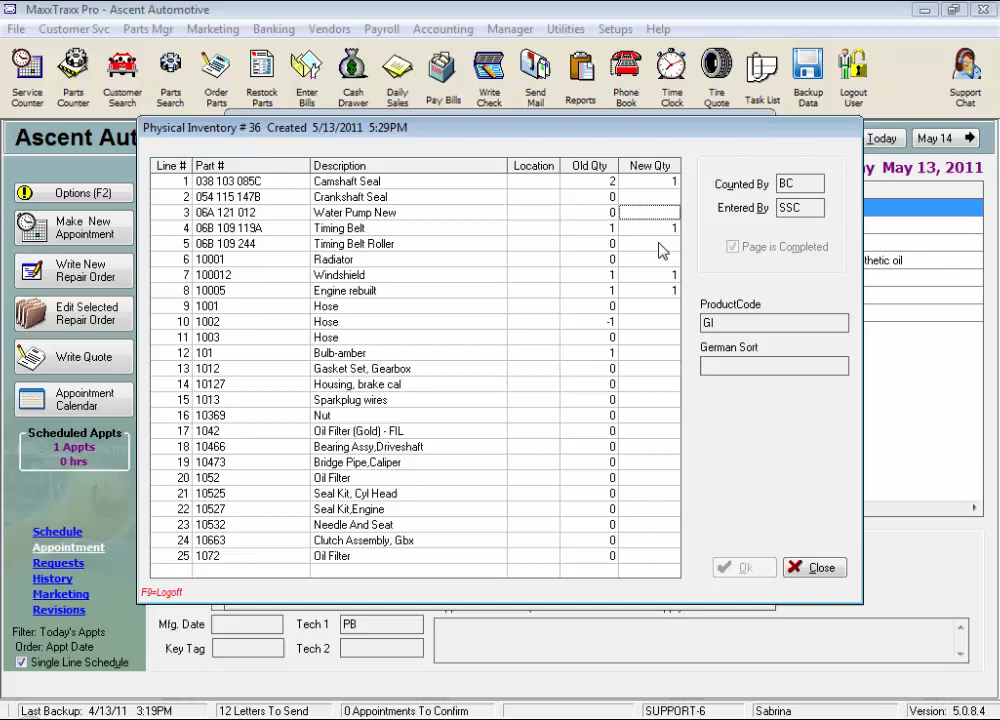 MaxxTraxx Pro - Ascent Automotive
File Customer Svc Parts Mgr Marketing Banking Vendors Payroll Accounting Manager Utilities Setups Help
Service Counter
Parts Counter
Customer Search
Parts Search
Order Parts
Restock Parts
Enter Bills
Cash Drawer
Daily Sales
Pay Bills
Write Check
Send Mail
Reports
Phone Book
Time Clock
Tire Quote
Task List
Backup Data
Logout User
Support Chat
Ascent Aut
Today
May 14
y May 13, 2011
Options (F2)
Make New Appointment
Write New Repair Order
Edit Selected Repair Order
Write Quote
Appointment Calendar
Scheduled Appts
1 Appts
0 hrs
Schedule
Appointment
Requests
History
Marketing
Revisions
Filter: Today's Appts
Order: Appt Date
Single Line Schedule
Physical Inventory # 36 Created 5/13/2011 5:29PM
Line # Part # Description Location Old Qty New Qty
1 038 103 085C Camshaft Seal 2 1
2 054 115 147B Crankshaft Seal 0
3 06A 121 012 Water Pump New 0
4 06B 109 119A Timing Belt 1 1
5 06B 109 244 Timing Belt Roller 0
6 10001 Radiator 0
7 100012 Windshield 1 1
8 10005 Engine rebuilt 1 1
9 1001 Hose 0
10 1002 Hose -1
11 1003 Hose 0
12 101 Bulb-amber 1
13 1012 Gasket Set, Gearbox 0
14 10127 Housing, brake cal 0
15 1013 Sparkplug wires 0
16 10369 Nut 0
17 1042 Oil Filter (Gold) - FIL 0
18 10466 Bearing Assy,Driveshaft 0
19 10473 Bridge Pipe,Caliper 0
20 1052 Oil Filter 0
21 10525 Seal Kit, Cyl Head 0
22 10527 Seal Kit,Engine 0
23 10532 Needle And Seat 0
24 10663 Clutch Assembly, Gbx 0
25 1072 Oil Filter 0
F9=Logoff
Counted By BC
Entered By SSC
Page is Completed
ProductCode
GI
German Sort
Ok
Close
thetic oil
Mfg. Date
Tech 1 PB
Key Tag
Tech 2
Last Backup: 4/13/11 3:19PM 12 Letters To Send 0 Appointments To Confirm SUPPORT-6 Sabrina Version: 5.0.8.4